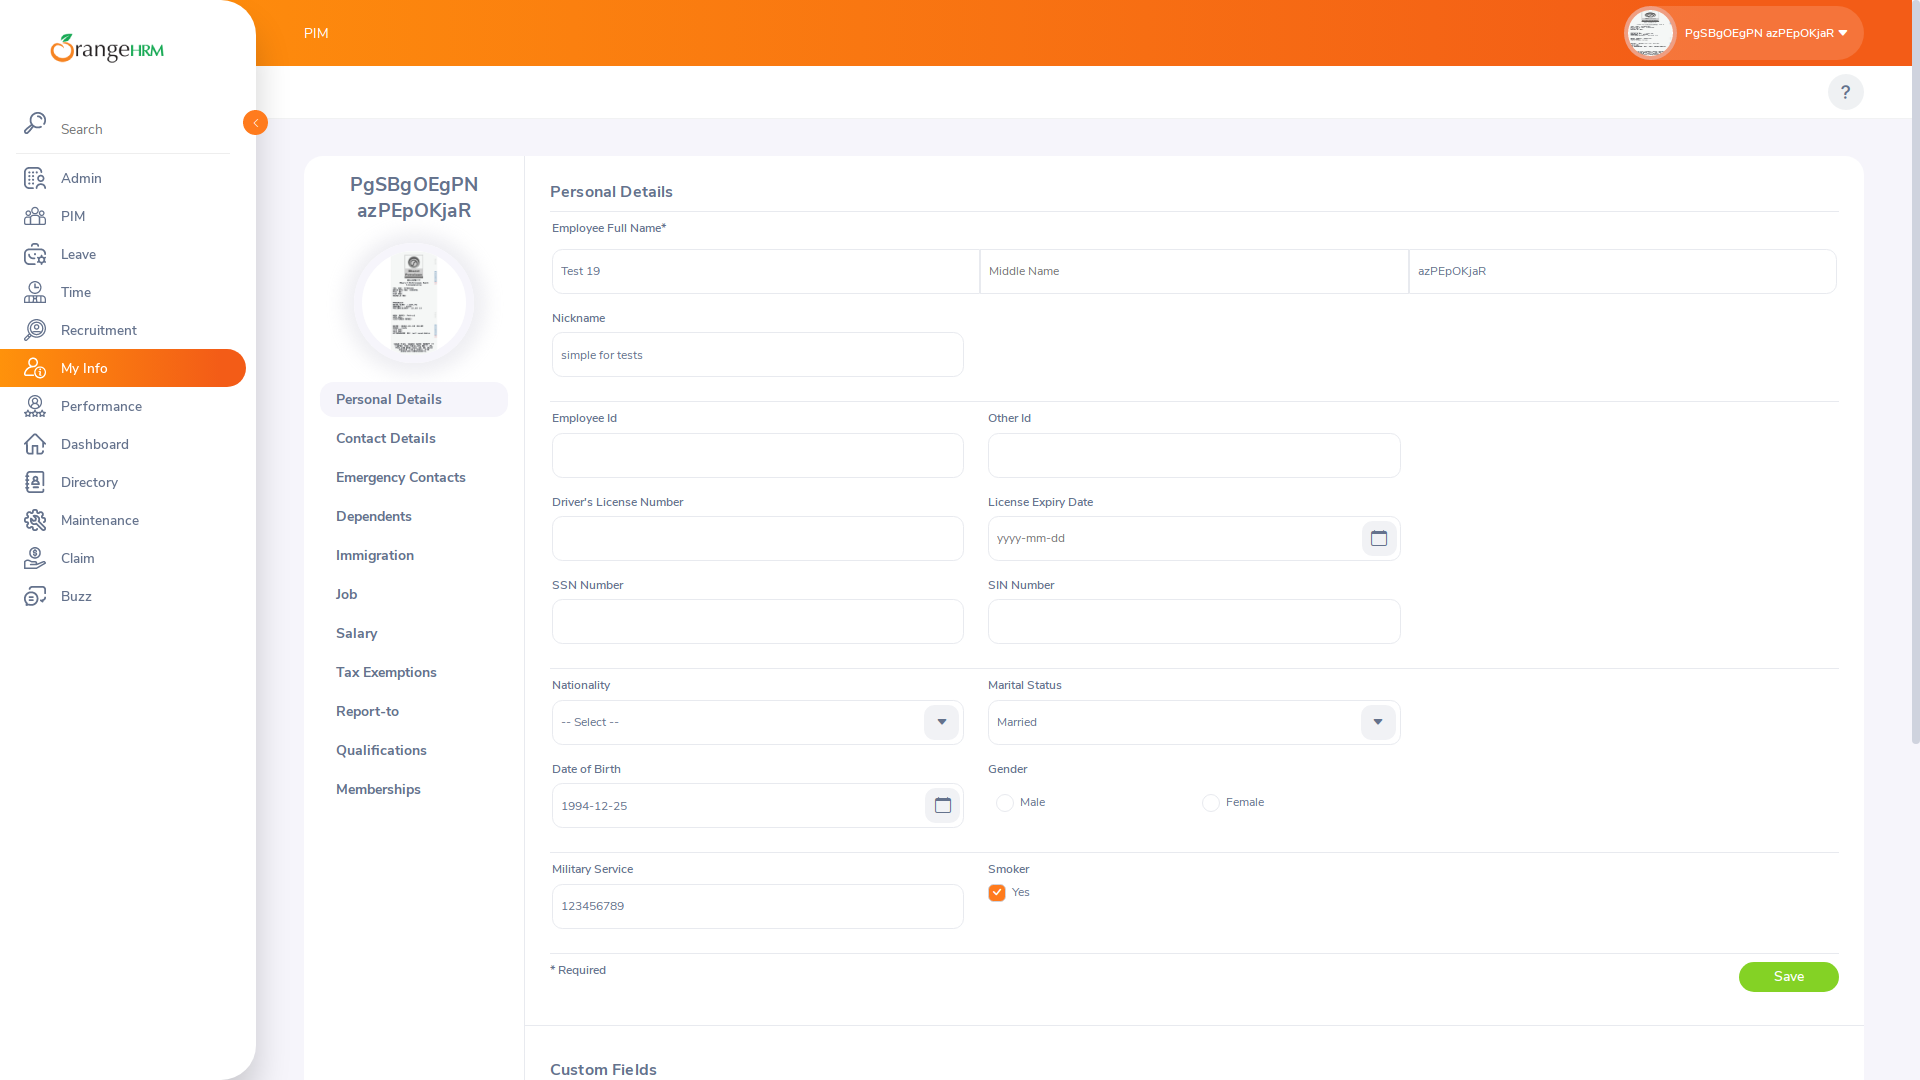 OrangeHRM
PIM
PgSBgOEgPN azPEpOKjaR
?
Search
Admin
PIM
Leave
Time
Recruitment
My Info
Performance
Dashboard
Directory
Maintenance
Claim
Buzz
PgSBgOEgPN
azPEpOKjaR
Personal Details
Contact Details
Emergency Contacts
Dependents
Immigration
Job
Salary
Tax Exemptions
Report-to
Qualifications
Memberships
Personal Details
Employee Full Name*
Test 19 Middle Name azPEpOKjaR
Nickname
simple for tests
Employee Id Other Id
Driver's License Number License Expiry Date
yyyy-mm-dd
SSN Number SIN Number
Nationality Marital Status
-- Select -- Married
Date of Birth Gender
1994-12-25 Male Female
Military Service Smoker
123456789 Yes
* Required
Save
Custom Fields